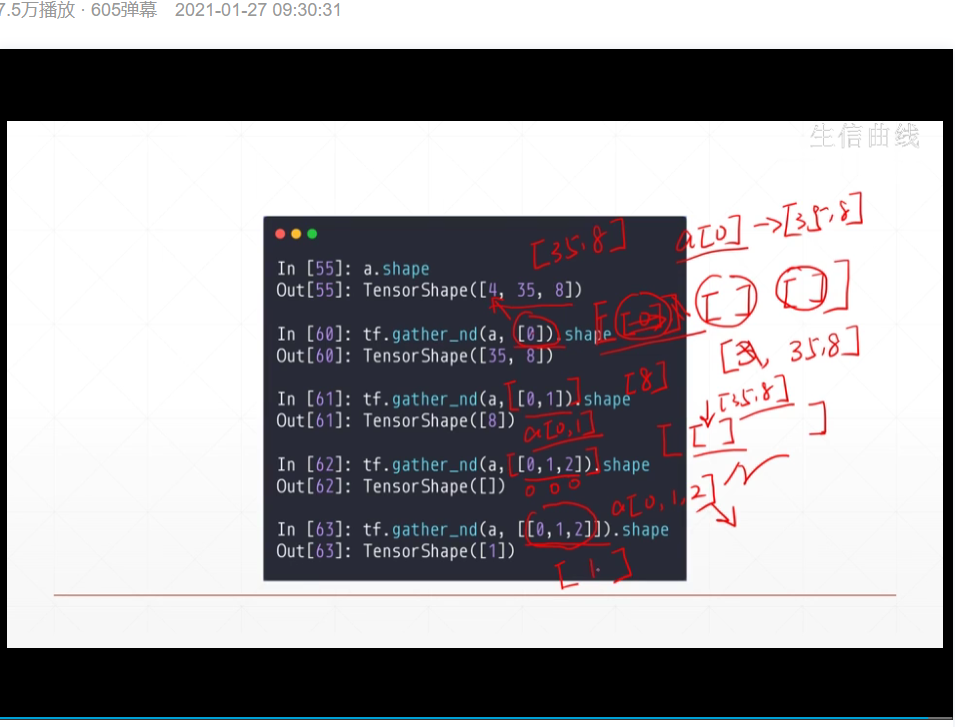 7.5万播放 · 605弹幕 2021-01-27 09:30:31
生信曲线
a[0] → [35,8]
[35,8]
In [55]: a.shape
Out[55]: TensorShape([4, 35, 8])
[[0] [ ] [ ]]
In [60]: tf.gather_nd(a, [0]).shape
Out[60]: TensorShape([35, 8])
[3, 35,8]
[8]
[35,8]
In [61]: tf.gather_nd(a,[0,1]).shape
Out[61]: TensorShape([8])
a[0,1]
[[ ] ]
In [62]: tf.gather_nd(a,[0,1,2]).shape
Out[62]: TensorShape([])
a[0,1,2]
In [63]: tf.gather_nd(a, [[0,1,2]]).shape
Out[63]: TensorShape([1])
[1]